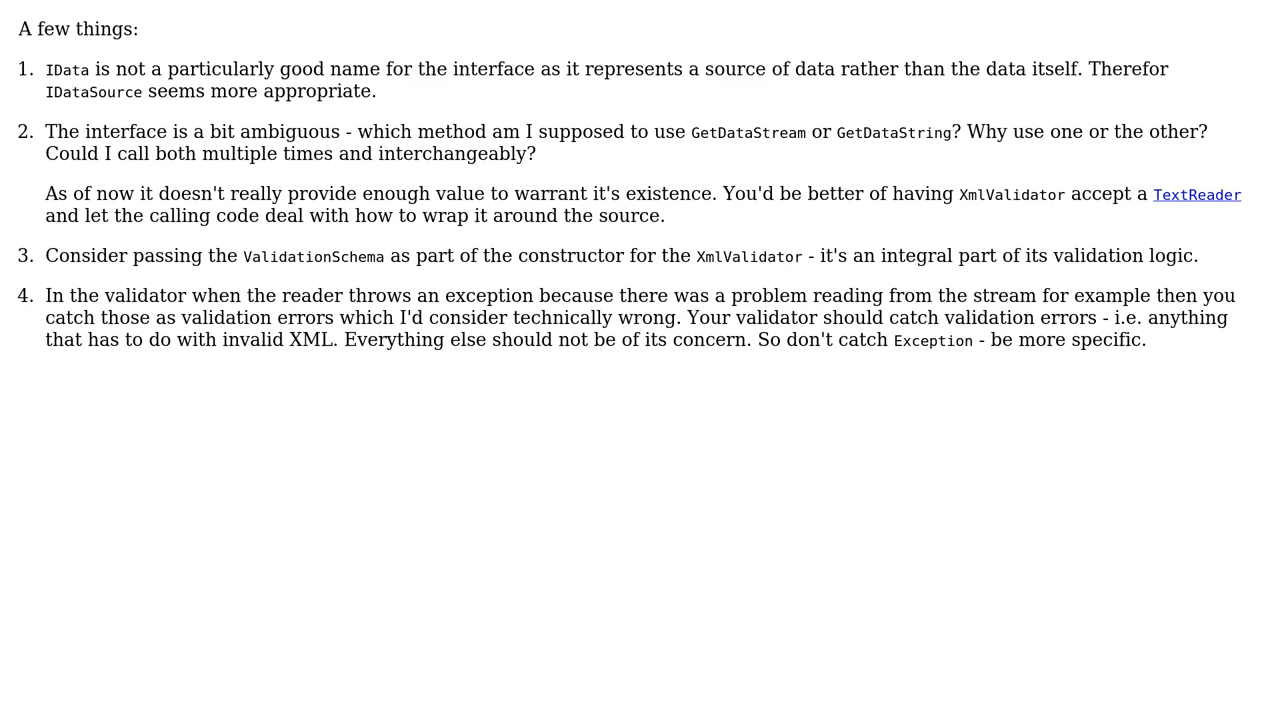 A few things:
1. IData is not a particularly good name for the interface as it represents a source of data rather than the data itself. Therefor
IDataSource seems more appropriate.
2. The interface is a bit ambiguous - which method am I supposed to use GetDataStream or GetDataString? Why use one or the other?
Could I call both multiple times and interchangeably?
As of now it doesn't really provide enough value to warrant it's existence. You'd be better of having XmlValidator accept a TextReader
and let the calling code deal with how to wrap it around the source.
3. Consider passing the ValidationSchema as part of the constructor for the XmlValidator - it's an integral part of its validation logic.
4. In the validator when the reader throws an exception because there was a problem reading from the stream for example then you
catch those as validation errors which I'd consider technically wrong. Your validator should catch validation errors - i.e. anything
that has to do with invalid XML. Everything else should not be of its concern. So don't catch Exception - be more specific.